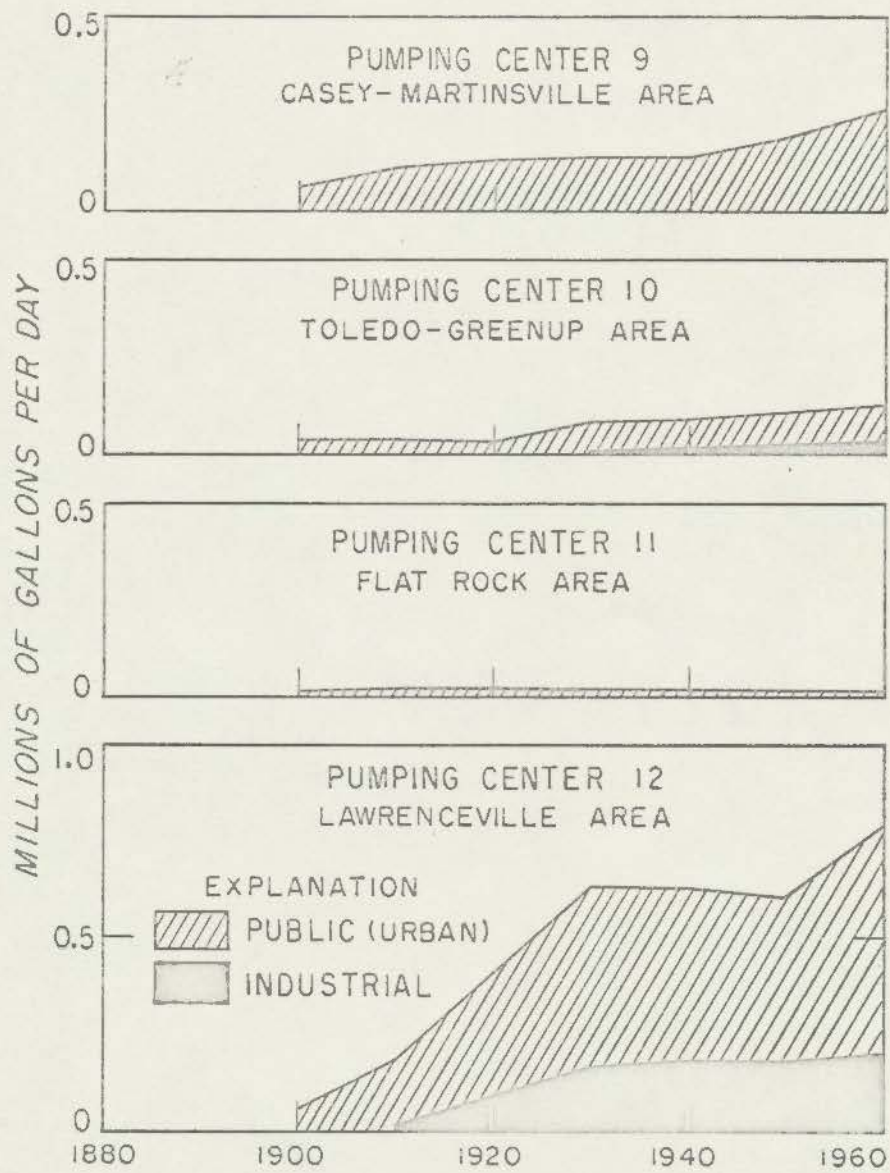 MILLIONS OF GALLONS PER DAY
0.5
PUMPING CENTER 9
CASEY-MARTINSVILLE AREA
0
0.5
PUMPING CENTER 10
TOLEDO-GREENUP AREA
0
0.5
PUMPING CENTER 11
FLAT ROCK AREA
0
1.0
PUMPING CENTER 12
LAWRENCEVILLE AREA
EXPLANATION
0.5
PUBLIC (URBAN)
INDUSTRIAL
0
1880 1900 1920 1940 1960